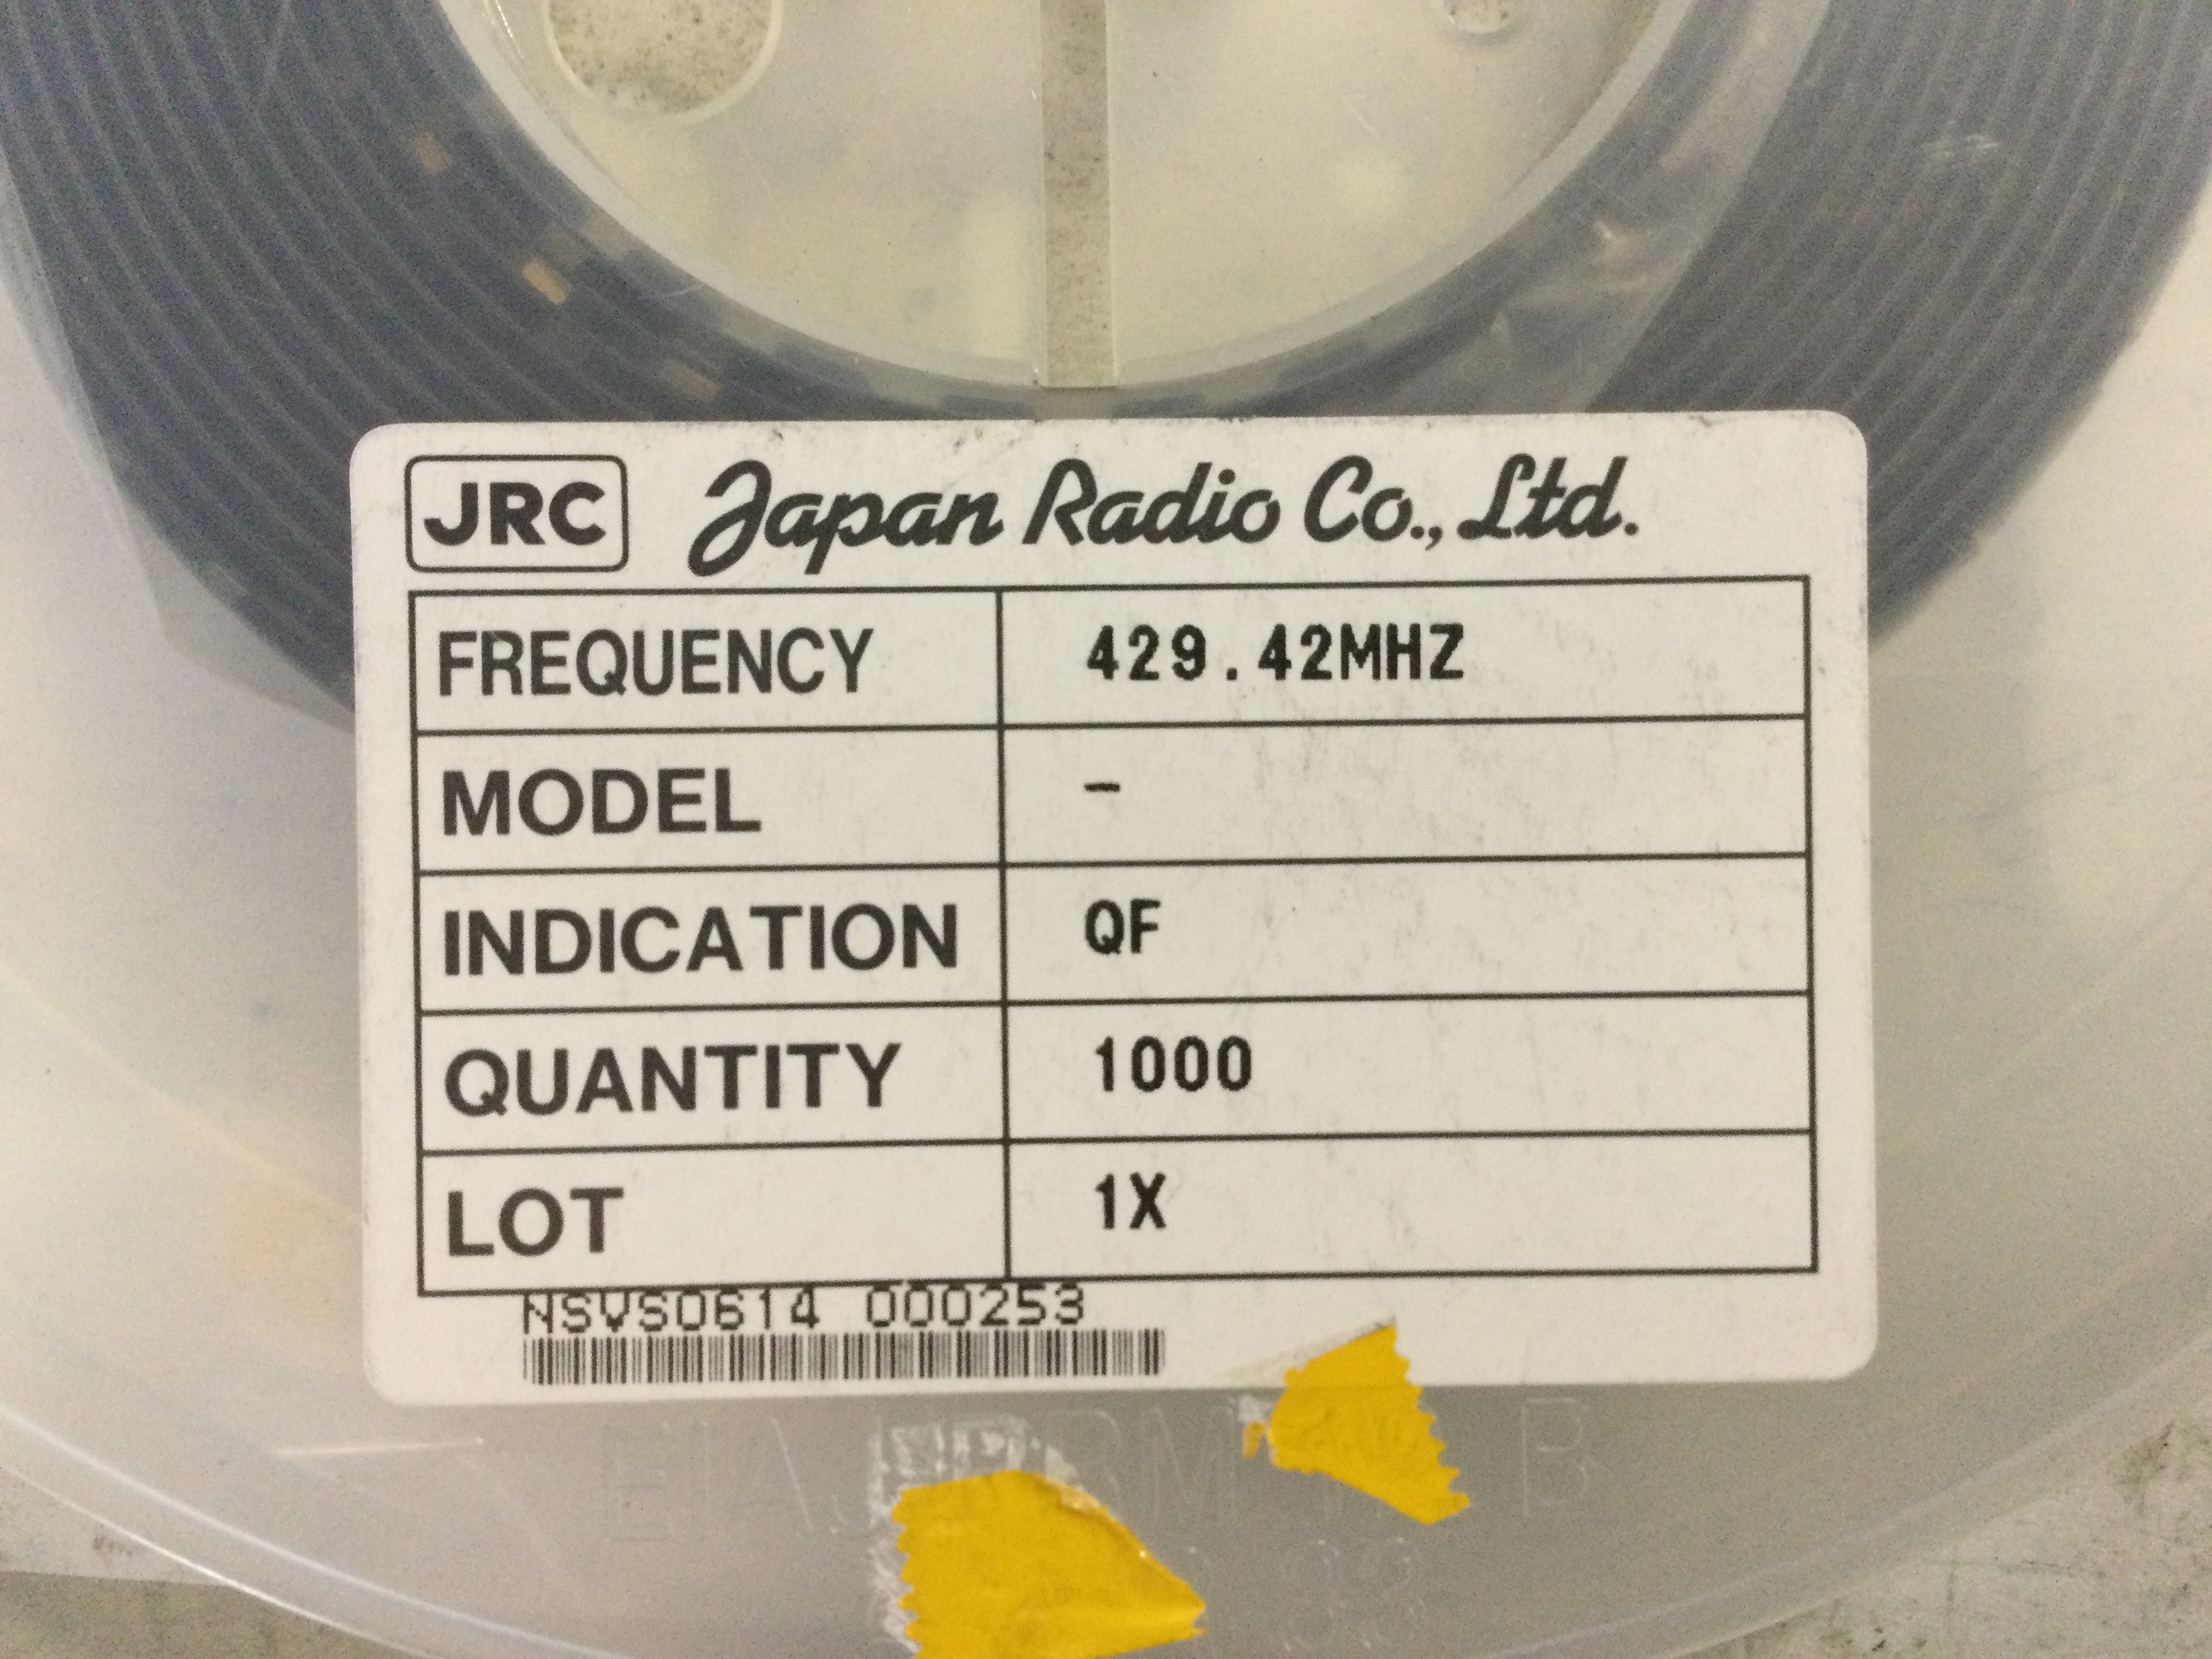 JRC Japan Radio Co., Ltd.
FREQUENCY 429.42MHZ
MODEL -
INDICATION QF
QUANTITY 1000
LOT 1X
NSVS0614 000253
B